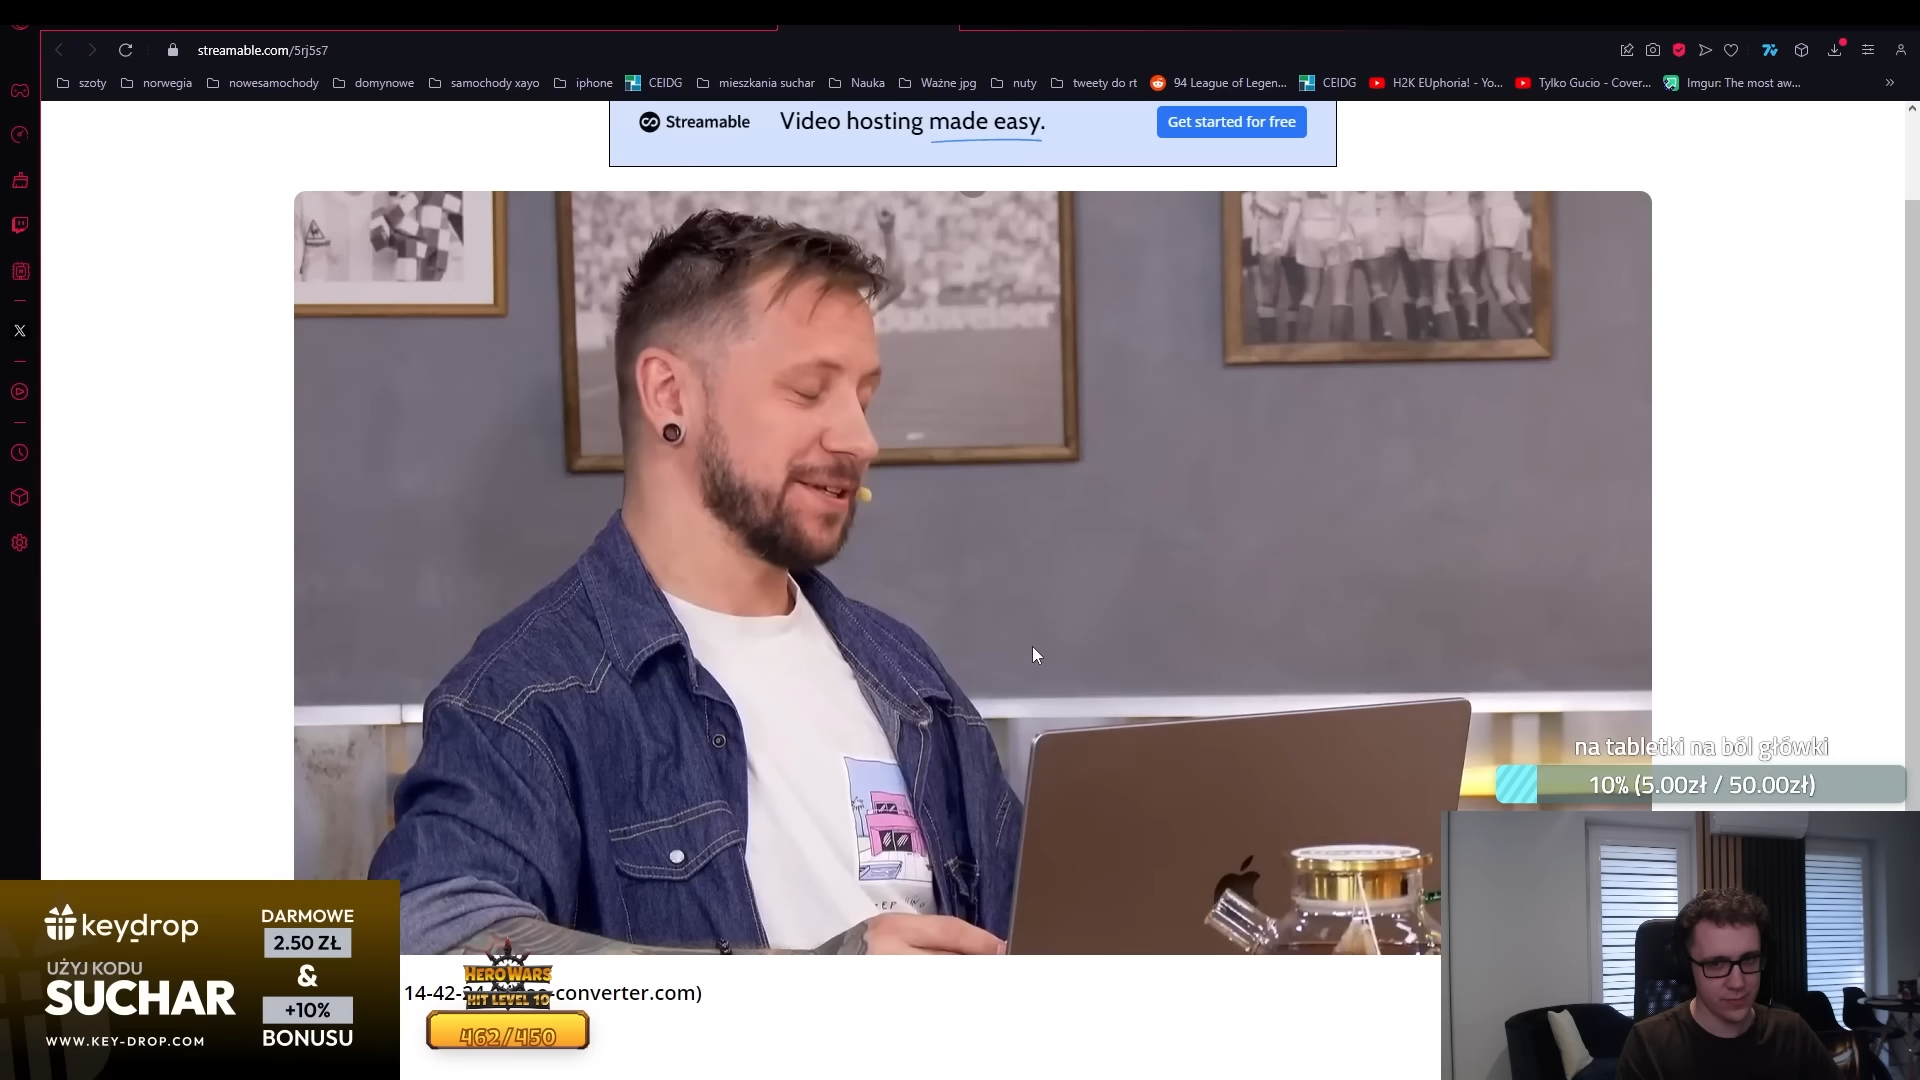 streamable.com/5rj5s7
szoty
norwegia
nowesamochody
domynowe
samochody xayo
iphone
CEIDG
mieszkania suchar
Nauka
Ważne jpg
nuty
tweety do rt
94 League of Legen...
CEIDG
H2K EUphoria! - Yo...
Tylko Gucio - Cover...
Imgur: The most aw...
»
Streamable
Video hosting made easy.
Get started for free
na tabletki na ból główki
10% (5.00zł / 50.00zł)
keydrop
UŻYJ KODU
SUCHAR
WWW.KEY-DROP.COM
DARMOWE
2.50 ZŁ
&
+10%
BONUSU
HERO WARS
HIT LEVEL 10
462/450
14-42-
-converter.com)